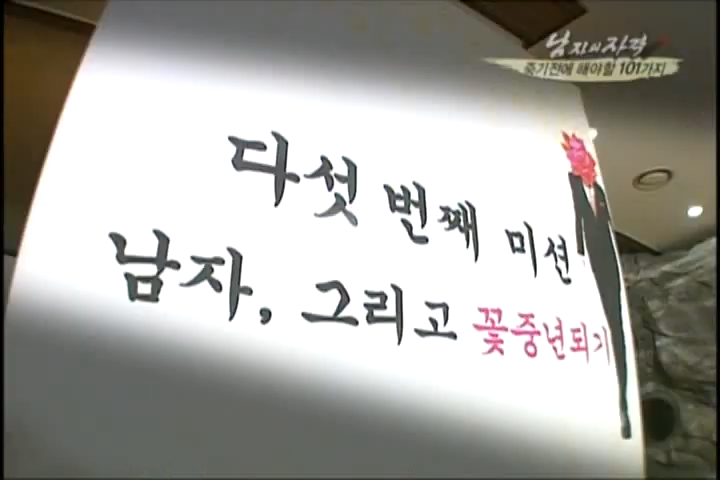 남자의 자격
죽기전에 해야할 101가지
다섯 번째 미션
남자, 그리고 꽃중년되기